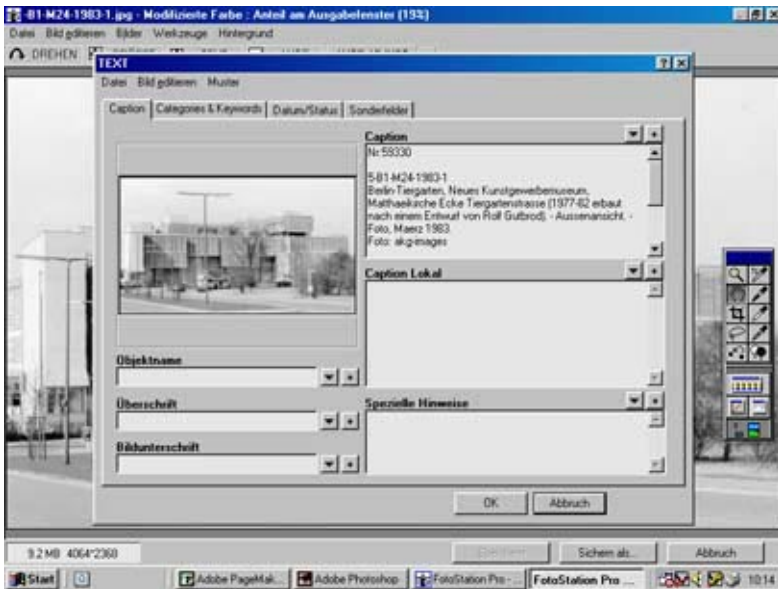 -B1-M24-1983-1.jpg - Modifizierte Farbe : Anteil am Ausgabefenster (19%)
Datei Bild editieren Bilder Werkzeuge Hintergrund
DREHEN
TEXT
Datei Bild editieren Muster
Caption Categories & Keywords Datum/Status Sonderfelder
Caption
Nr.59330
5-B1-M24-1983-1
Berlin-Tiergarten, Neues Kunstgewerbemuseum,
Matthaeikirche Ecke Tiergartenstrasse (1977-82 erbaut
nach einem Entwurf von Rolf Gutbrod). - Aussenansicht. -
Foto, Maerz 1983.
Foto: akg-images
Caption Lokal
Objektname
Überschrift
Spezielle Hinweise
Bildunterschrift
OK Abbruch
9.2 MB 4064*2368
Sichern als... Abbruch
Start Adobe PageMak... Adobe Photoshop FotoStation Pro - ... FotoStation Pro ... 10:14